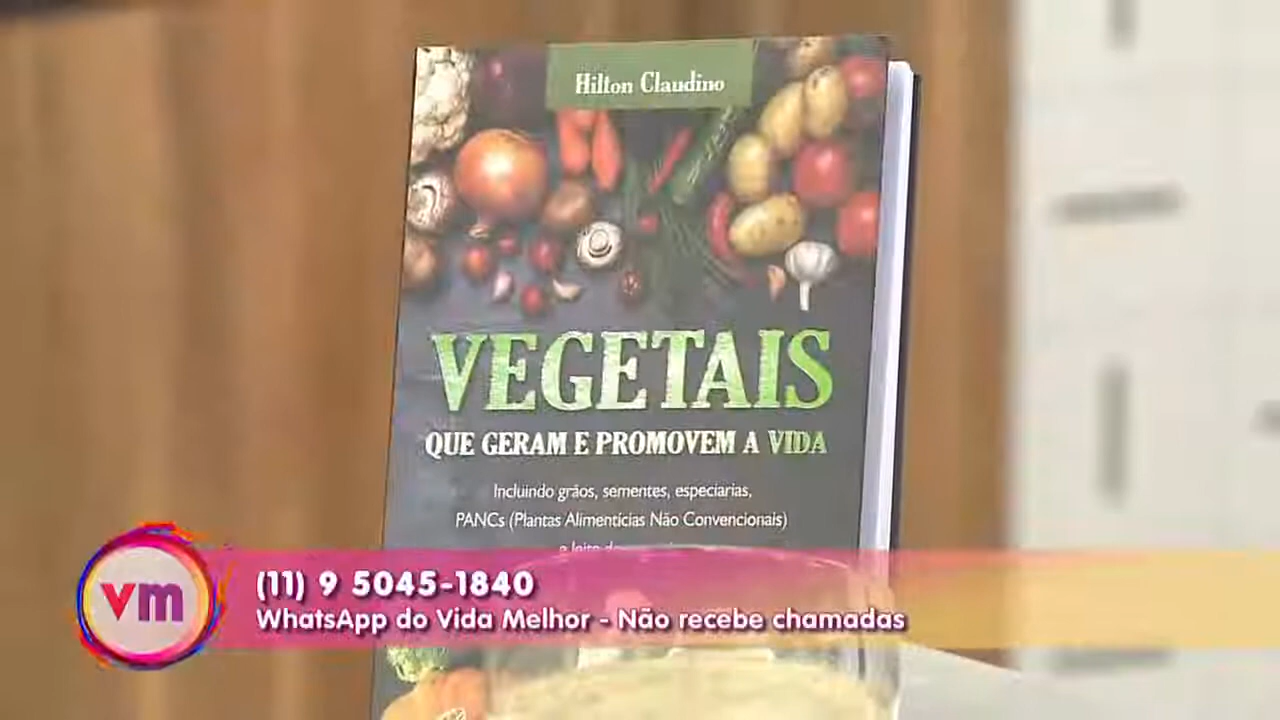 Hilton Claudino
VEGETAIS
QUE GERAM E PROMOVEM A VIDA
Incluindo grãos, sementes, especiarias,
PANCs (Plantas Alimentícias Não Convencionais)
e leite
vm
(11) 9 5045-1840
WhatsApp do Vida Melhor - Não recebe chamadas